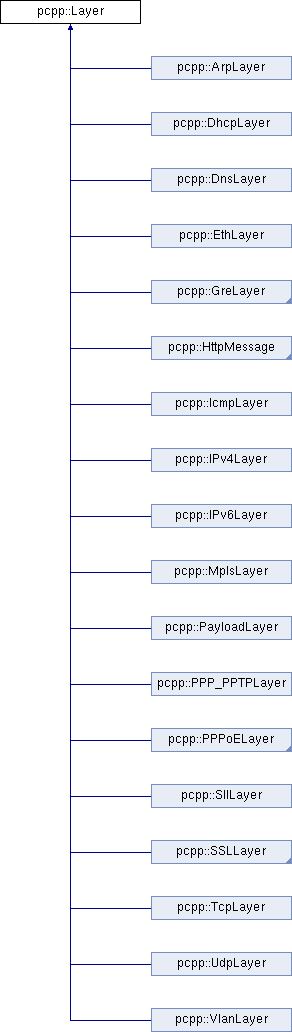 pcpp::Layer
pcpp::ArpLayer
pcpp::DhcpLayer
pcpp::DnsLayer
pcpp::EthLayer
pcpp::GreLayer
pcpp::HttpMessage
pcpp::IcmpLayer
pcpp::IPv4Layer
pcpp::IPv6Layer
pcpp::MplsLayer
pcpp::PayloadLayer
pcpp::PPP_PPTPLayer
pcpp::PPPoELayer
pcpp::SllLayer
pcpp::SSLLayer
pcpp::TcpLayer
pcpp::UdpLayer
pcpp::VlanLayer